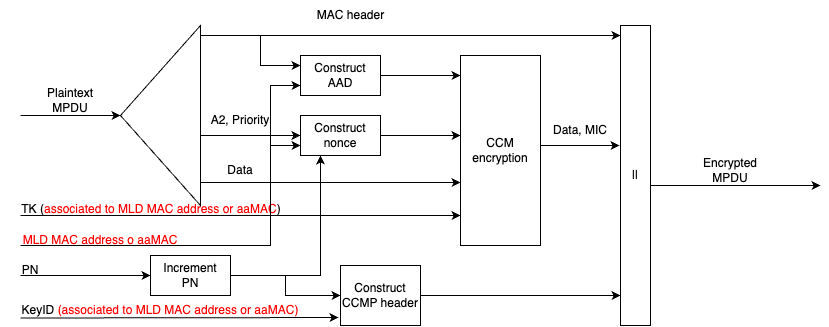 MAC header
Construct
AAD
Plaintext
MPDU
A2, Priority
Construct
nonce
CCM
encryption
Data, MIC
II
Encrypted
MPDU
Data
TK (associated to MLD MAC address or aaMAC)
MLD MAC address o aaMAC
PN
Increment
PN
Construct
CCMP header
KeyID (associated to MLD MAC address or aaMAC)